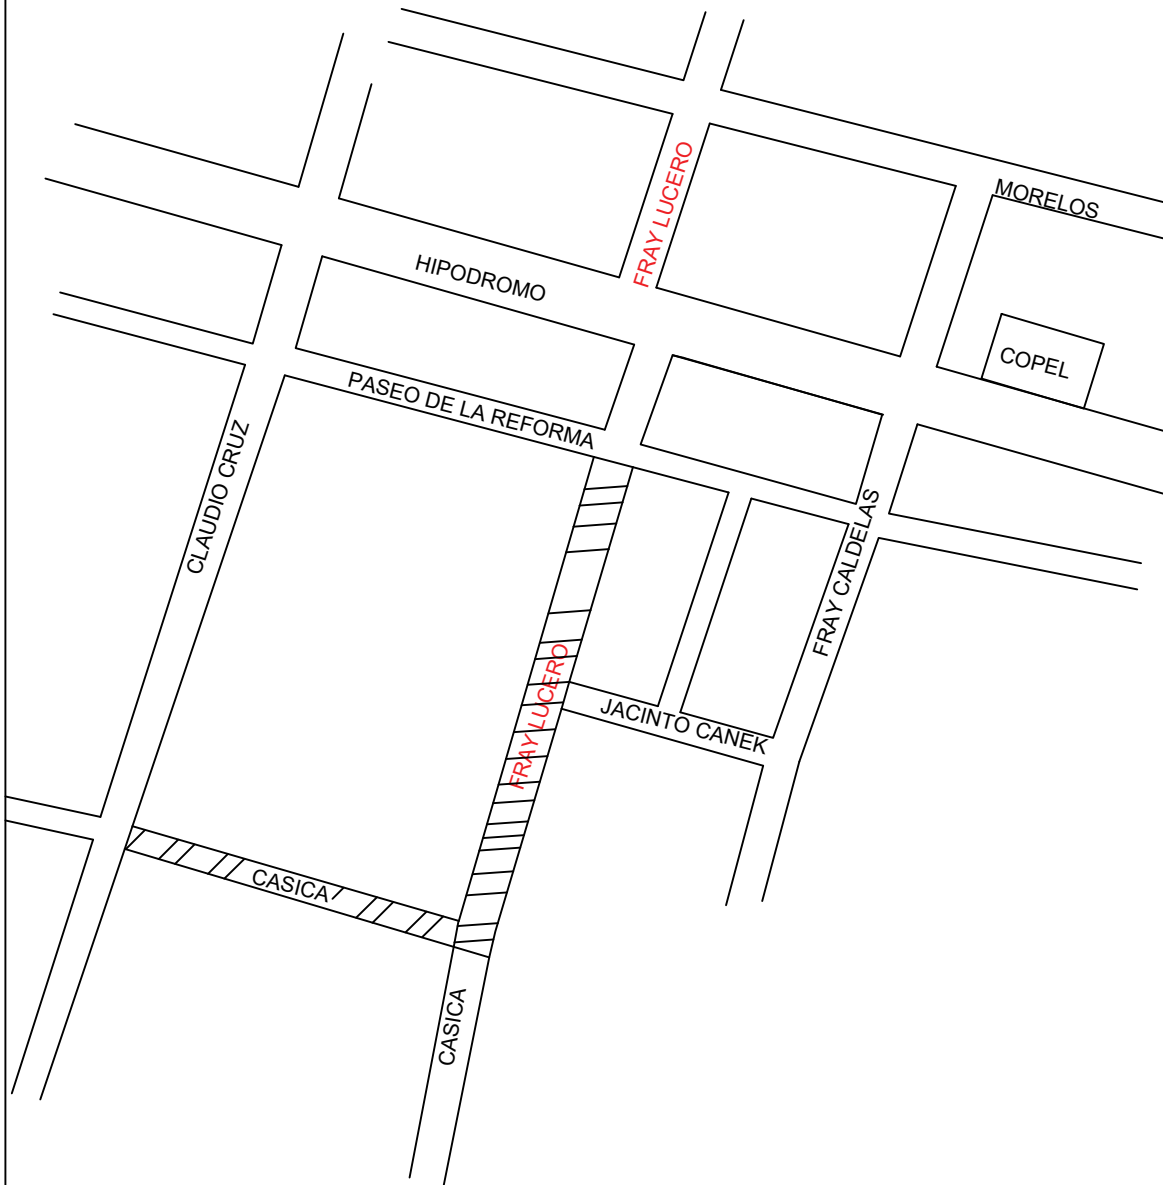 FRAY LUCERO
MORELOS
HIPODROMO
COPEL
PASEO DE LA REFORMA
CLAUDIO CRUZ
FRAY CALDELAS
FRAY LUCERO
JACINTO CANEK
CASICA
CASICA